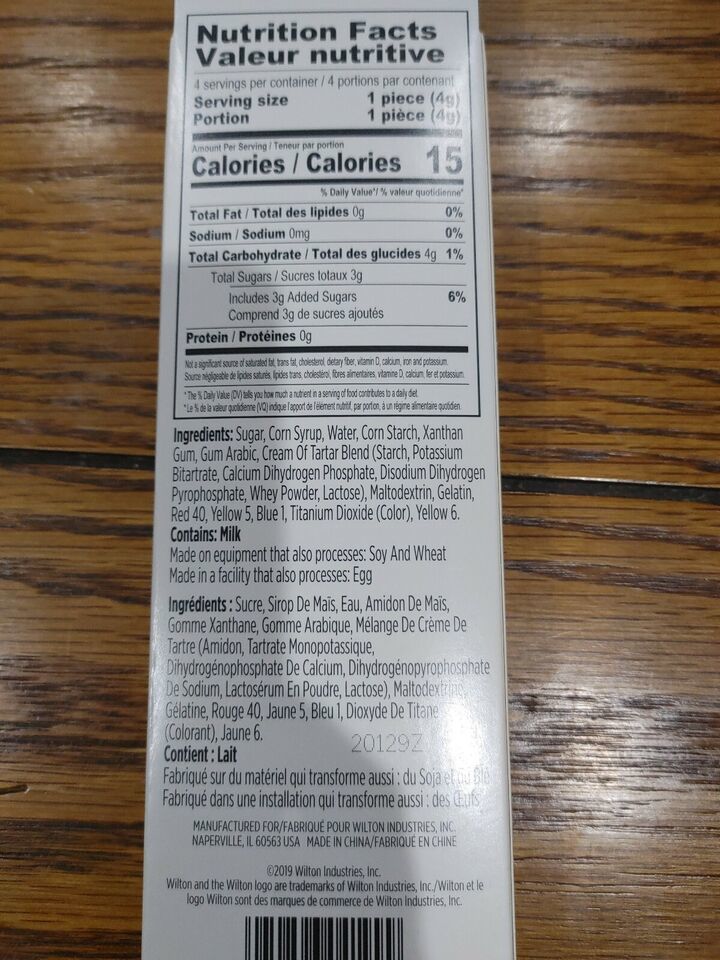 Nutrition Facts
Valeur nutritive
4 servings per container / 4 portions par contenant
Serving size 1 piece (4g)
Portion 1 pièce (4g)
Amount Per Serving / Teneur par portion
Calories / Calories 15
% Daily Value*/ % valeur quotidienne*
Total Fat / Total des lipides 0g 0%
Sodium / Sodium 0mg 0%
Total Carbohydrate / Total des glucides 4g 1%
Total Sugars / Sucres totaux 3g
Includes 3g Added Sugars 6%
Comprend 3g de sucres ajoutés
Protein / Protéines 0g
Not a significant source of saturated fat, trans fat, cholesterol, dietary fiber, vitamin D, calcium, iron and potassium.
Source négligeable de lipides saturés, lipides trans, cholestérol, fibres alimentaires, vitamine D, calcium, fer et potassium.
*The % Daily Value (DV) tells you how much a nutrient in a serving of food contributes to a daily diet.
*Le % de la valeur quotidienne (VQ) indique l'apport de l'élément nutritif, par portion, à un régime alimentaire quotidien.
Ingredients: Sugar, Corn Syrup, Water, Corn Starch, Xanthan
Gum, Gum Arabic, Cream Of Tartar Blend (Starch, Potassium
Bitartrate, Calcium Dihydrogen Phosphate, Disodium Dihydrogen
Pyrophosphate, Whey Powder, Lactose), Maltodextrin, Gelatin,
Red 40, Yellow 5, Blue 1, Titanium Dioxide (Color), Yellow 6.
Contains: Milk
Made on equipment that also processes: Soy And Wheat
Made in a facility that also processes: Egg
Ingrédients : Sucre, Sirop De Maïs, Eau, Amidon De Maïs,
Gomme Xanthane, Gomme Arabique, Mélange De Crème De
Tartre (Amidon, Tartrate Monopotassique,
Dihydrogénophosphate De Calcium, Dihydrogénopyrophosphate
De Sodium, Lactosérum En Poudre, Lactose), Maltodextrine,
Gélatine, Rouge 40, Jaune 5, Bleu 1, Dioxyde De Titane
(Colorant), Jaune 6.
20129Z
Contient : Lait
Fabriqué sur du matériel qui transforme aussi : du Soja et du Blé
Fabriqué dans une installation qui transforme aussi : des Œufs
MANUFACTURED FOR/FABRIQUÉ POUR WILTON INDUSTRIES, INC.
NAPERVILLE, IL 60563 USA MADE IN CHINA/FABRIQUÉ EN CHINE
©2019 Wilton Industries, Inc.
Wilton and the Wilton logo are trademarks of Wilton Industries, Inc./Wilton et le
logo Wilton sont des marques de commerce de Wilton Industries, Inc.